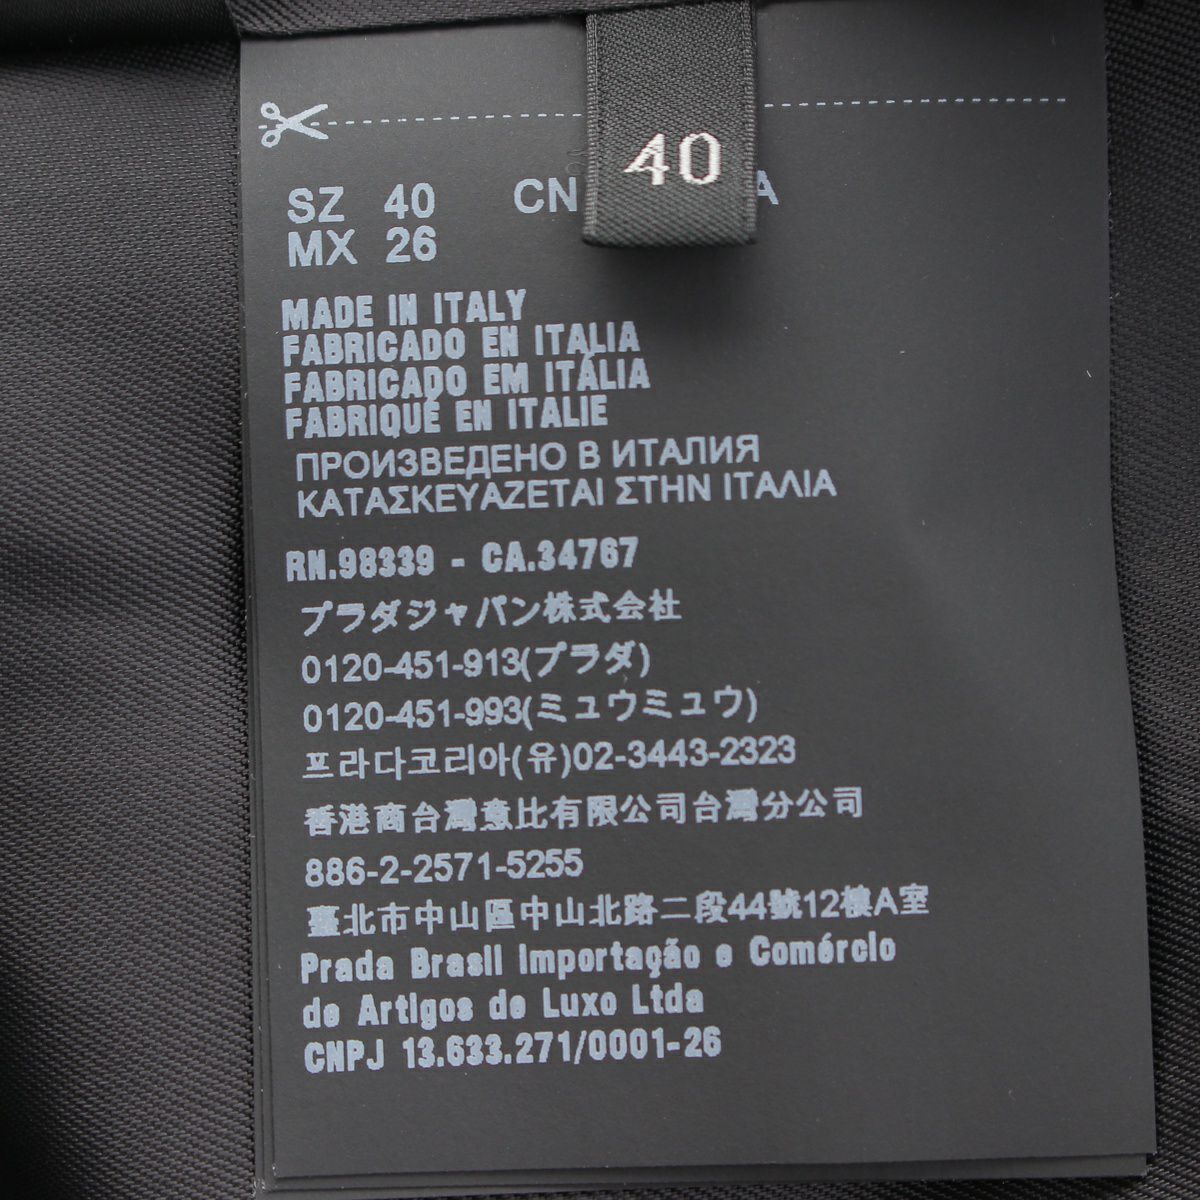 40
SZ 40 CN A
MX 26
MADE IN ITALY
FABRICADO EN ITALIA
FABRICADO EM ITÁLIA
FABRIQUÉ EN ITALIE
ПРОИЗВЕДЕНО В ИТАЛИЯ
ΚΑΤΑΣΚΕΥΑΖΕΤΑΙ ΣΤΗΝ ΙΤΑΛΙΑ
RN.98339 - CA.34767
プラダジャパン株式会社
0120-451-913(プラダ)
0120-451-993(ミュウミュウ)
프라다코리아(유)02-3443-2323
香港商台灣意比有限公司台灣分公司
886-2-2571-5255
臺北市中山區中山北路二段44號12樓A室
Prada Brasil Importação e Comércio
de Artigos de Luxo Ltda
CNPJ 13.633.271/0001-26